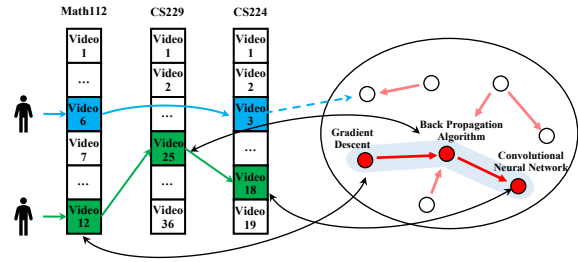 Math112
CS229
CS224
Video
1
...
Video
6
Video
7
...
Video
12
Video
1
Video
2
...
Video
25
...
Video
36
Video
1
Video
2
...
Video
3
...
Video
18
Video
19
Gradient
Descent
Back Propagation
Algorithm
Convolutional
Neural Network